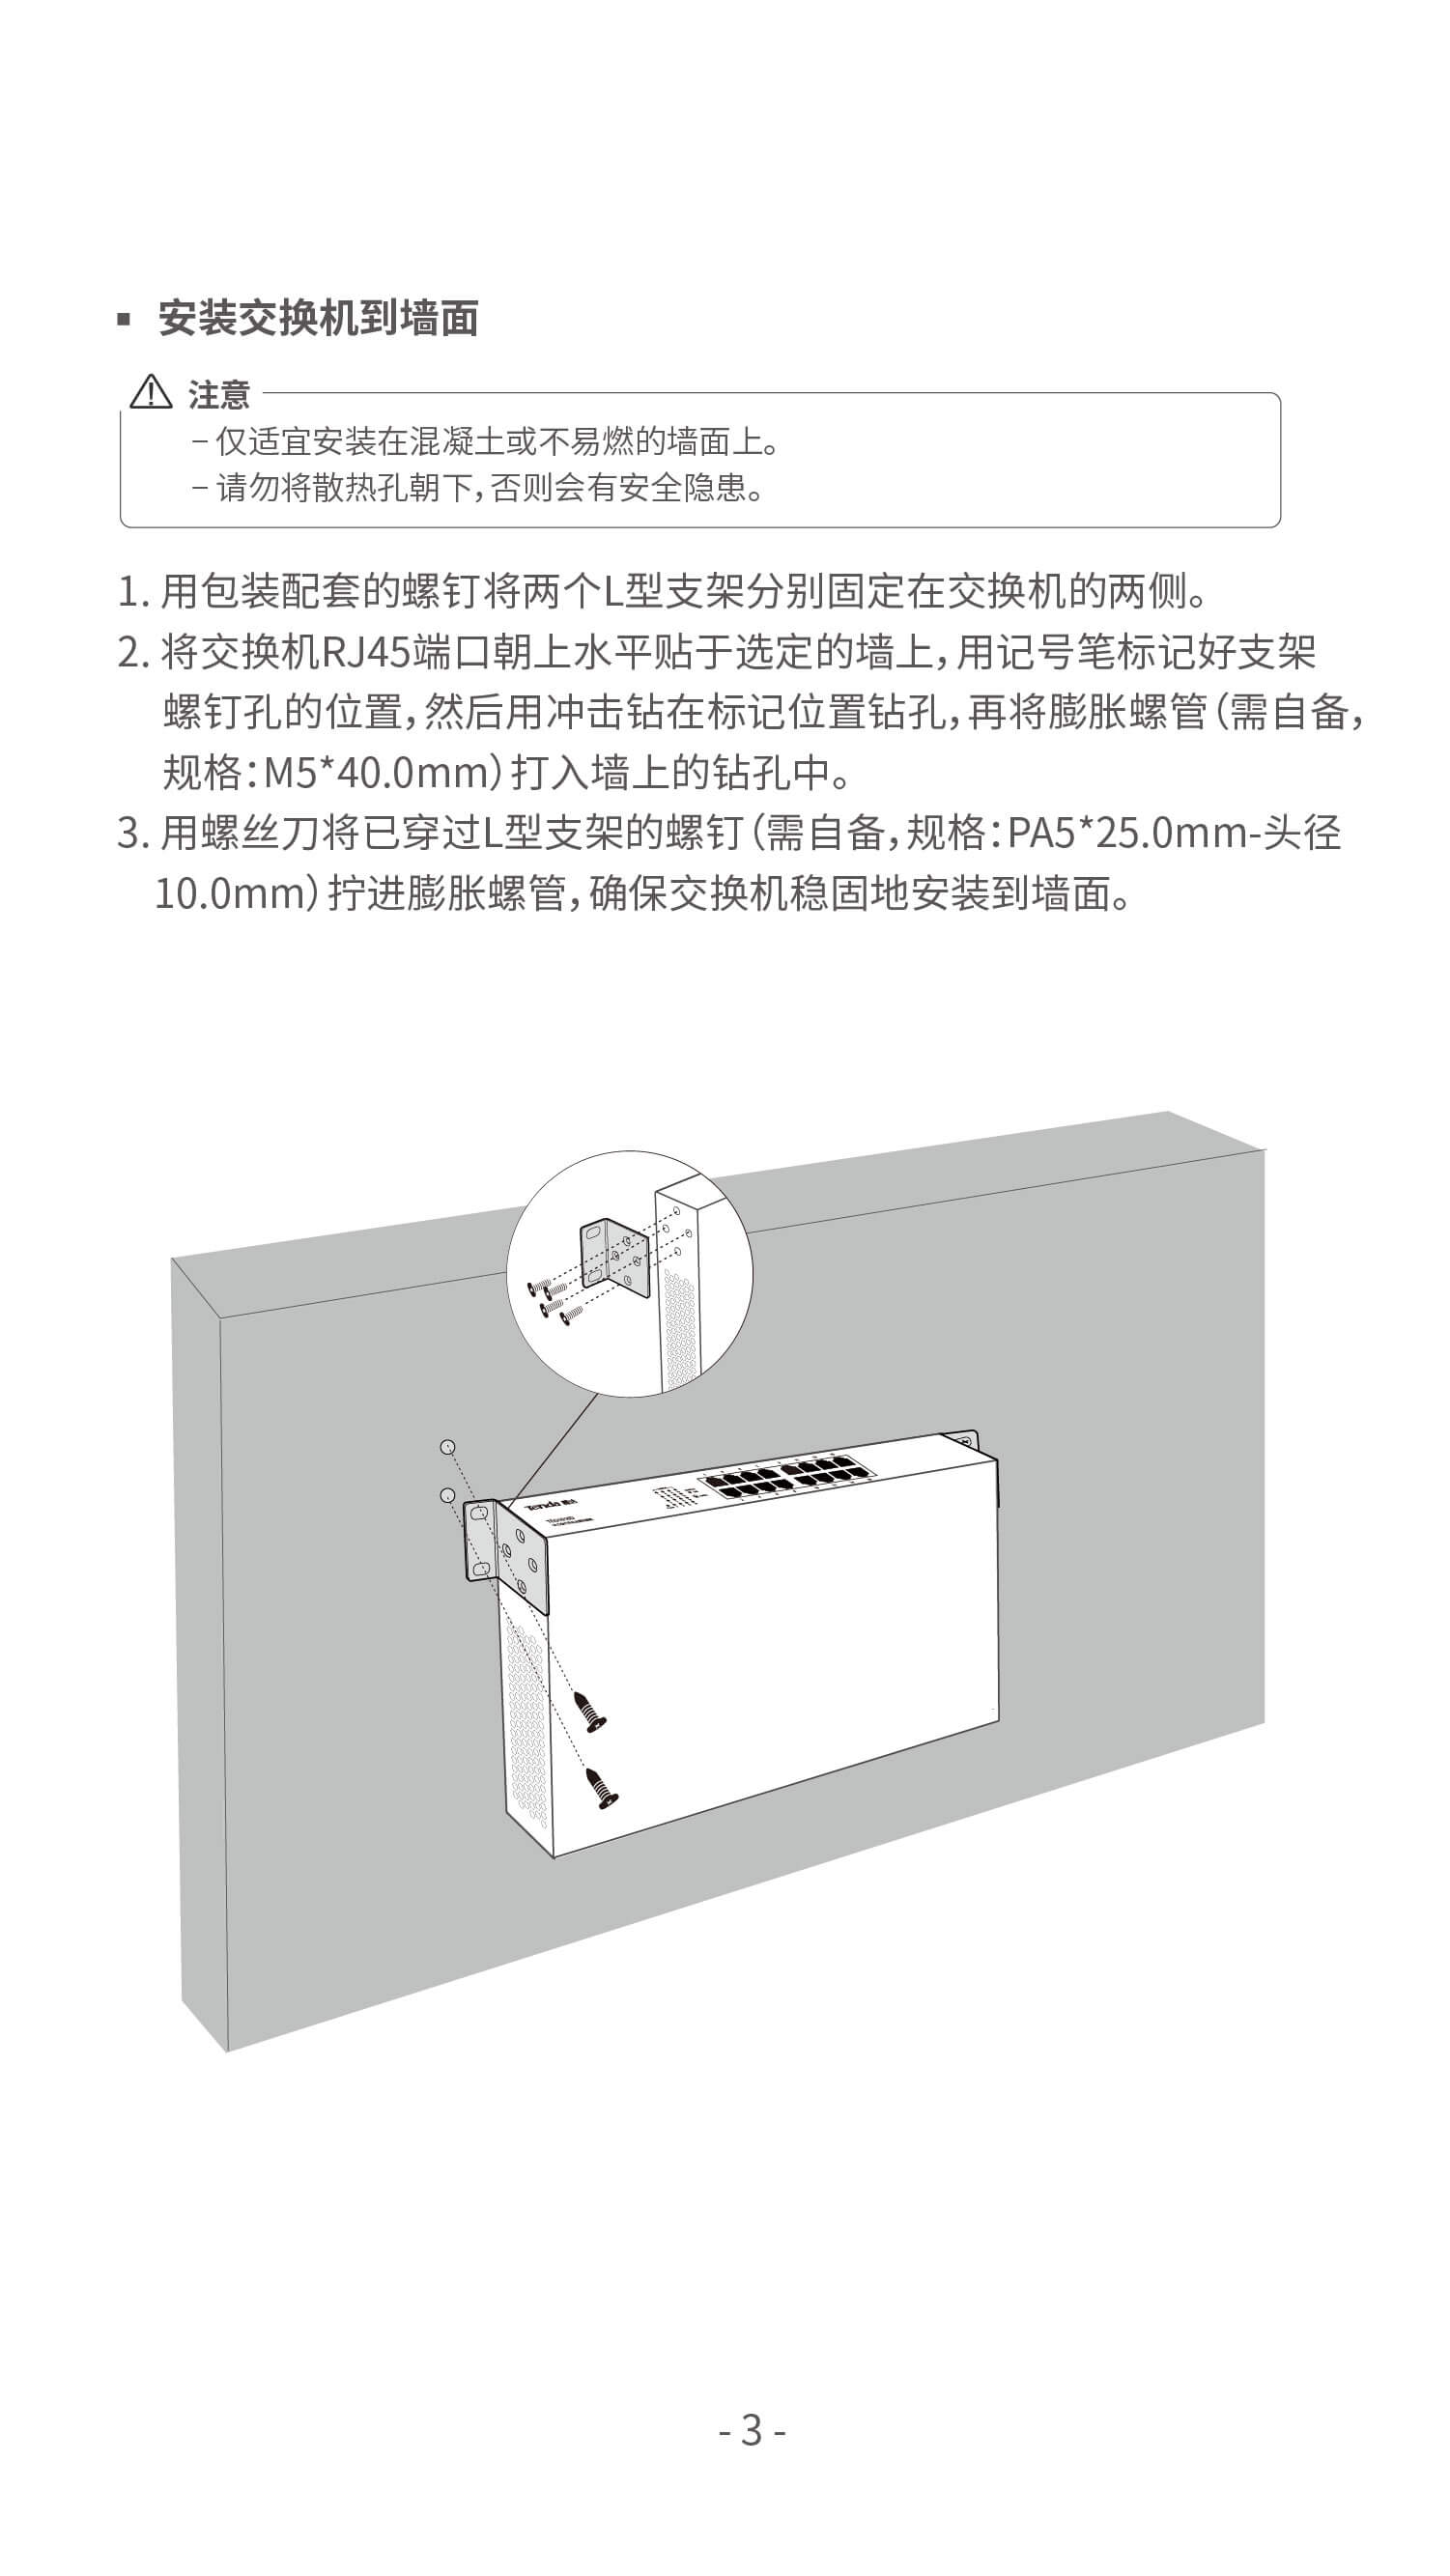 ▪ 安装交换机到墙面
注意
– 仅适宜安装在混凝土或不易燃的墙面上。
– 请勿将散热孔朝下，否则会有安全隐患。
1. 用包装配套的螺钉将两个L型支架分别固定在交换机的两侧。
2. 将交换机RJ45端口朝上水平贴于选定的墙上，用记号笔标记好支架
螺钉孔的位置，然后用冲击钻在标记位置钻孔，再将膨胀螺管（需自备，
规格：M5*40.0mm）打入墙上的钻孔中。
3. 用螺丝刀将已穿过L型支架的螺钉（需自备，规格：PA5*25.0mm-头径
10.0mm）拧进膨胀螺管，确保交换机稳固地安装到墙面。
Tenda
- 3 -